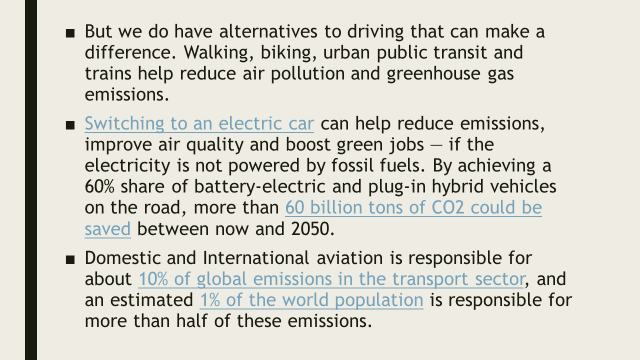 ▪ But we do have alternatives to driving that can make a
difference. Walking, biking, urban public transit and
trains help reduce air pollution and greenhouse gas
emissions.
▪ Switching to an electric car can help reduce emissions,
improve air quality and boost green jobs — if the
electricity is not powered by fossil fuels. By achieving a
60% share of battery-electric and plug-in hybrid vehicles
on the road, more than 60 billion tons of CO2 could be
saved between now and 2050.
▪ Domestic and International aviation is responsible for
about 10% of global emissions in the transport sector, and
an estimated 1% of the world population is responsible for
more than half of these emissions.